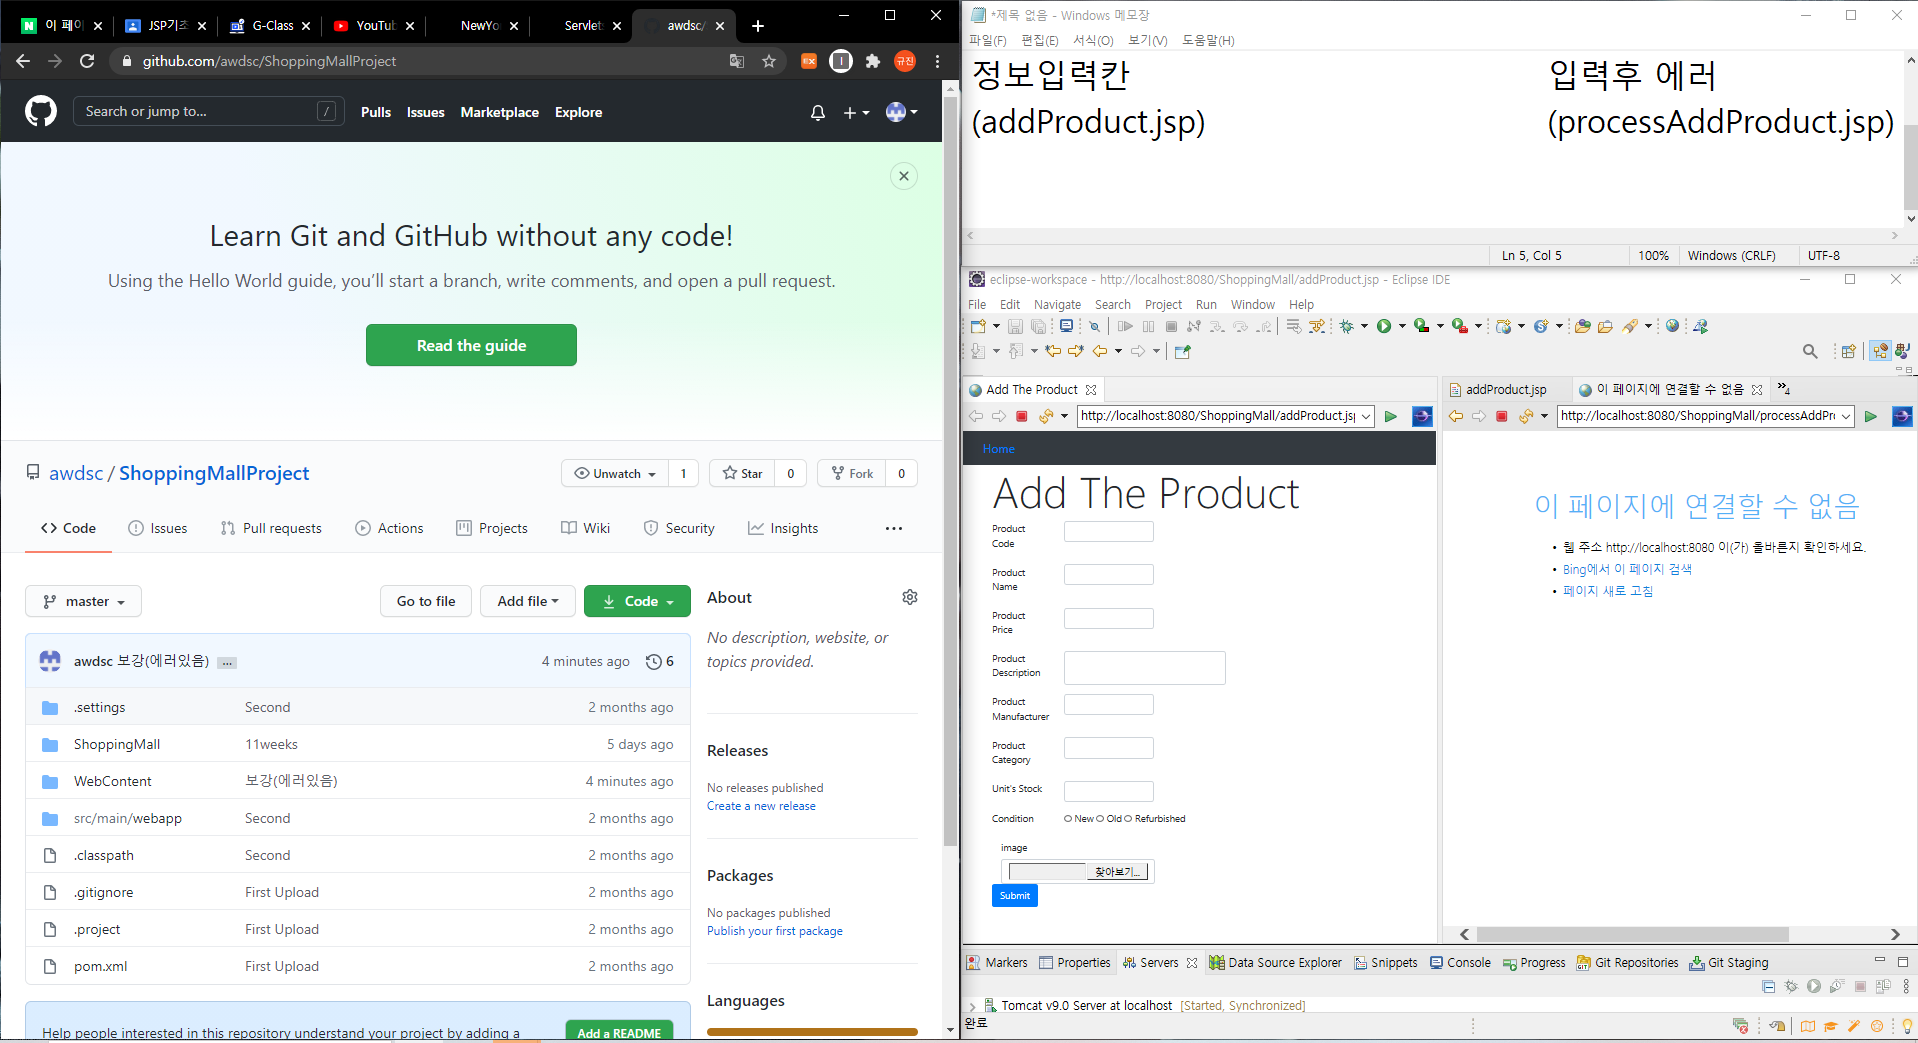 이 페이
JSP기초
G-Class
YouTub
NewYo
Servlet
awdsc/
github.com/awdsc/ShoppingMallProject
규진
Search or jump to...
/
Pulls
Issues
Marketplace
Explore
Learn Git and GitHub without any code!
Using the Hello World guide, you’ll start a branch, write comments, and open a pull request.
Read the guide
awdsc / ShoppingMallProject
Unwatch 1
Star 0
Fork 0
Code
Issues
Pull requests
Actions
Projects
Wiki
Security
Insights
master
Go to file
Add file
Code
awdsc 보강(에러있음) ... 4 minutes ago 6
.settings Second 2 months ago
ShoppingMall 11weeks 5 days ago
WebContent 보강(에러있음) 4 minutes ago
src/main/webapp Second 2 months ago
.classpath Second 2 months ago
.gitignore First Upload 2 months ago
.project First Upload 2 months ago
pom.xml First Upload 2 months ago
Help people interested in this repository understand your project by adding a
Add a README
About
No description, website, or
topics provided.
Releases
No releases published
Create a new release
Packages
No packages published
Publish your first package
Languages
*제목 없음 - Windows 메모장
파일(F) 편집(E) 서식(O) 보기(V) 도움말(H)
정보입력칸 입력후 에러
(addProduct.jsp) (processAddProduct.jsp)
Ln 5, Col 5 100% Windows (CRLF) UTF-8
eclipse-workspace - http://localhost:8080/ShoppingMall/addProduct.jsp - Eclipse IDE
File Edit Navigate Search Project Run Window Help
Add The Product
http://localhost:8080/ShoppingMall/addProduct.jsp
Home
Add The Product
Product
Code
Product
Name
Product
Price
Product
Description
Product
Manufacturer
Product
Category
Unit's Stock
Condition
New Old Refurbished
image
찾아보기...
Submit
addProduct.jsp
이 페이지에 연결할 수 없음
4
http://localhost:8080/ShoppingMall/processAddPr
이 페이지에 연결할 수 없음
• 웹 주소 http://localhost:8080 이(가) 올바른지 확인하세요.
• Bing에서 이 페이지 검색
• 페이지 새로 고침
Markers Properties Servers Data Source Explorer Snippets Console Progress Git Repositories Git Staging
Tomcat v9.0 Server at localhost [Started, Synchronized]
완료